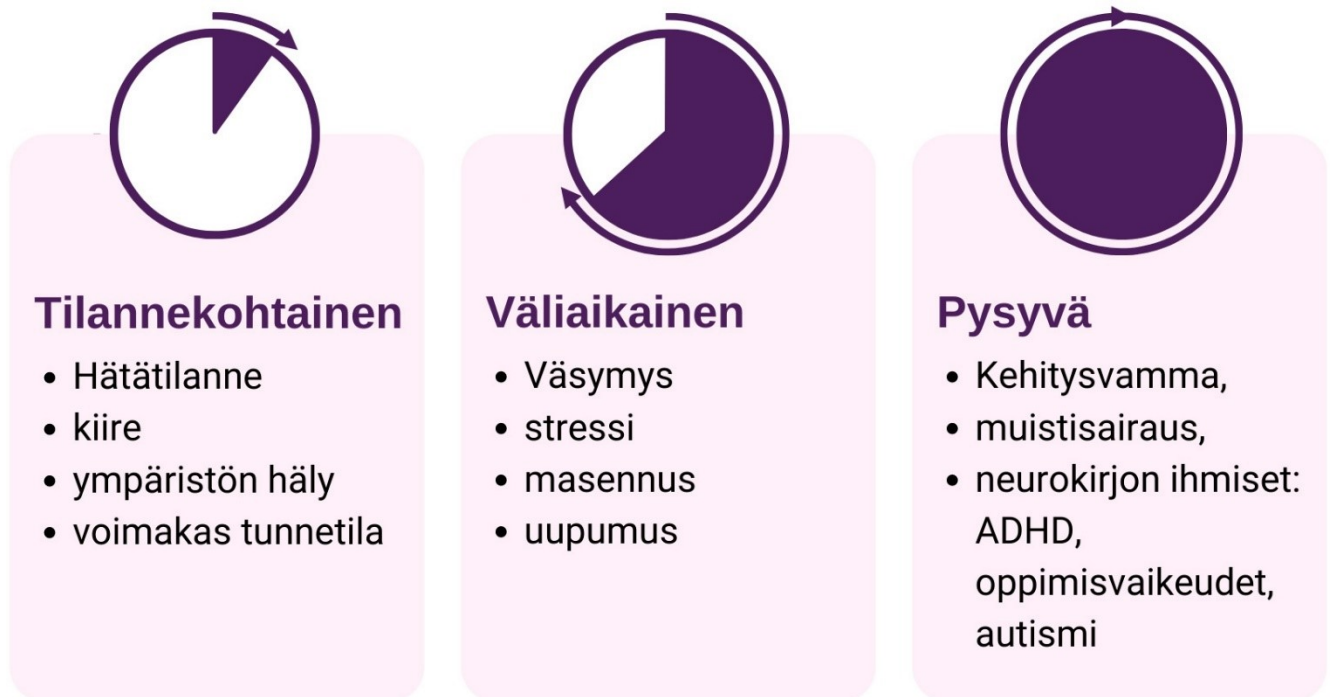 Tilannekohtainen
• Hätätilanne
• kiire
• ympäristön häly
• voimakas tunnetila
Väliaikainen
• Väsymys
• stressi
• masennus
• uupumus
Pysyvä
• Kehitysvamma,
• muistisairaus,
• neurokirjon ihmiset:
ADHD,
oppimisvaikeudet,
autismi